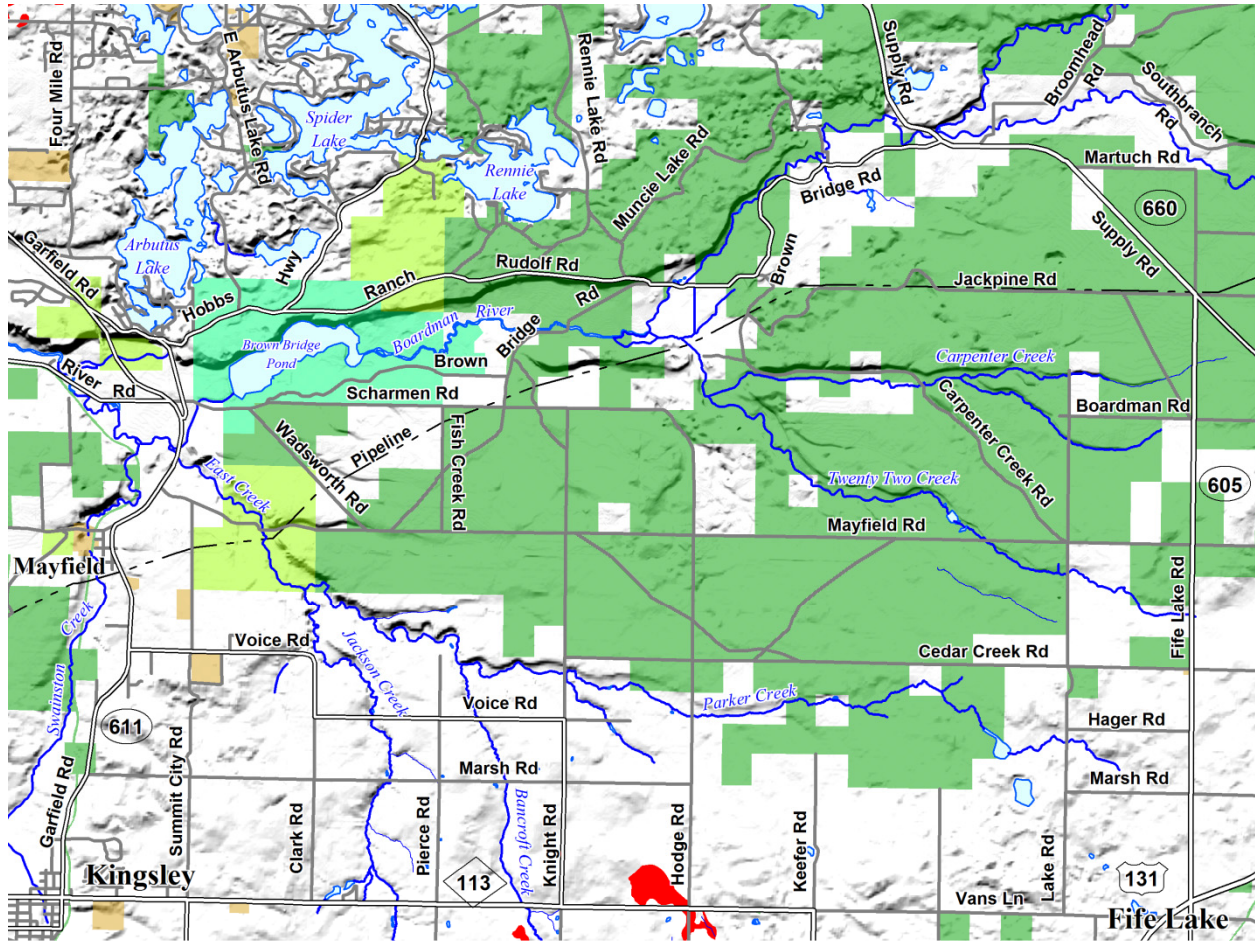 Four Mile Rd
E Arbutus Lake Rd
Spider
Lake
Rennie Lake Rd
Supply Rd
Broomhead
Rd
Southbranch
Rd
Martuch Rd
Rennie
Lake
Muncie Lake Rd
Bridge Rd
660
Arbutus
Lake
Garfield Rd
Hwy
Hobbs
Ranch
Rudolf Rd
Brown
Supply Rd
Jackpine Rd
Boardman River
Rd
Bridge
Brown
Brown Bridge
Pond
River
Rd
Scharmen Rd
Carpenter Creek
Carpenter Creek Rd
Boardman Rd
Wadsworth Rd
Pipeline
Fish Creek Rd
East Creek
Twenty Two Creek
605
Mayfield Rd
Mayfield
Fife Lake Rd
Swainston
Creek
Voice Rd
Jackson Creek
Cedar Creek Rd
Parker Creek
Voice Rd
Hager Rd
611
Garfield Rd
Summit City Rd
Marsh Rd
Marsh Rd
Clark Rd
Pierce Rd
Bancroft Creek
Knight Rd
Hodge Rd
Keefer Rd
Lake Rd
Kingsley
113
131
Vans Ln
Fife Lake